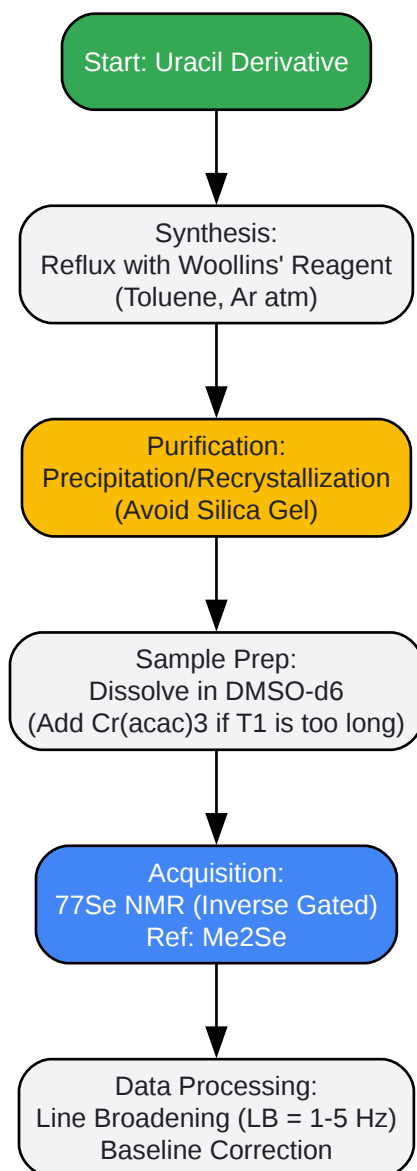 Start: Uracil Derivative
Synthesis:
Reflux with Woollins' Reagent
(Toluene, Ar atm)
Purification:
Precipitation/Recrystallization
(Avoid Silica Gel)
Sample Prep:
Dissolve in DMSO-d6
(Add Cr(acac)3 if T1 is too long)
Acquisition:
77Se NMR (Inverse Gated)
Ref: Me2Se
Data Processing:
Line Broadening (LB = 1-5 Hz)
Baseline Correction